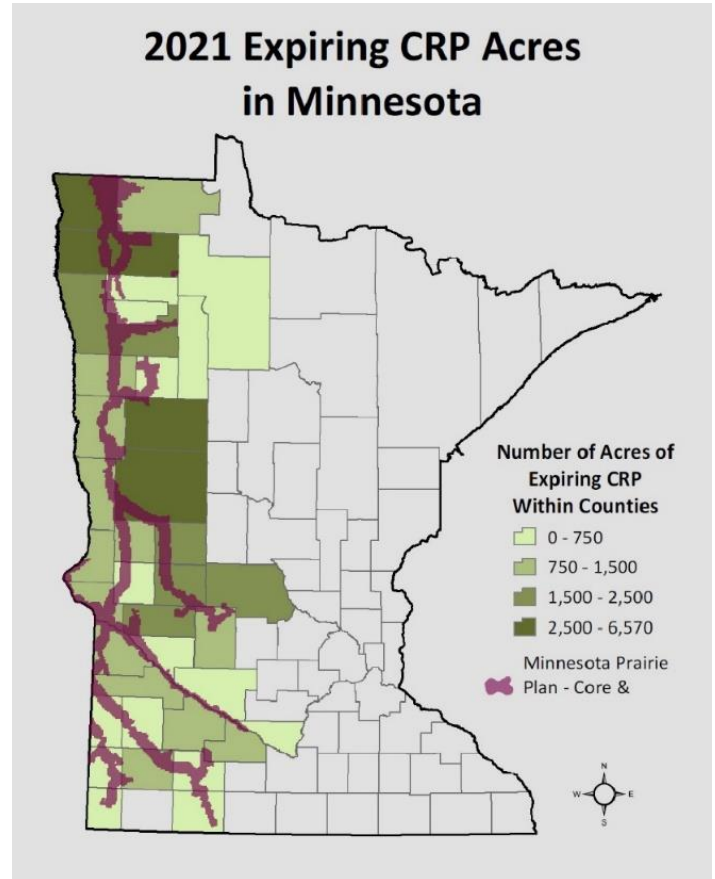 2021 Expiring CRP Acres
in Minnesota
Number of Acres of
Expiring CRP
Within Counties
0 - 750
750 - 1,500
1,500 - 2,500
2,500 - 6,570
Minnesota Prairie
Plan - Core &
N
W E
S